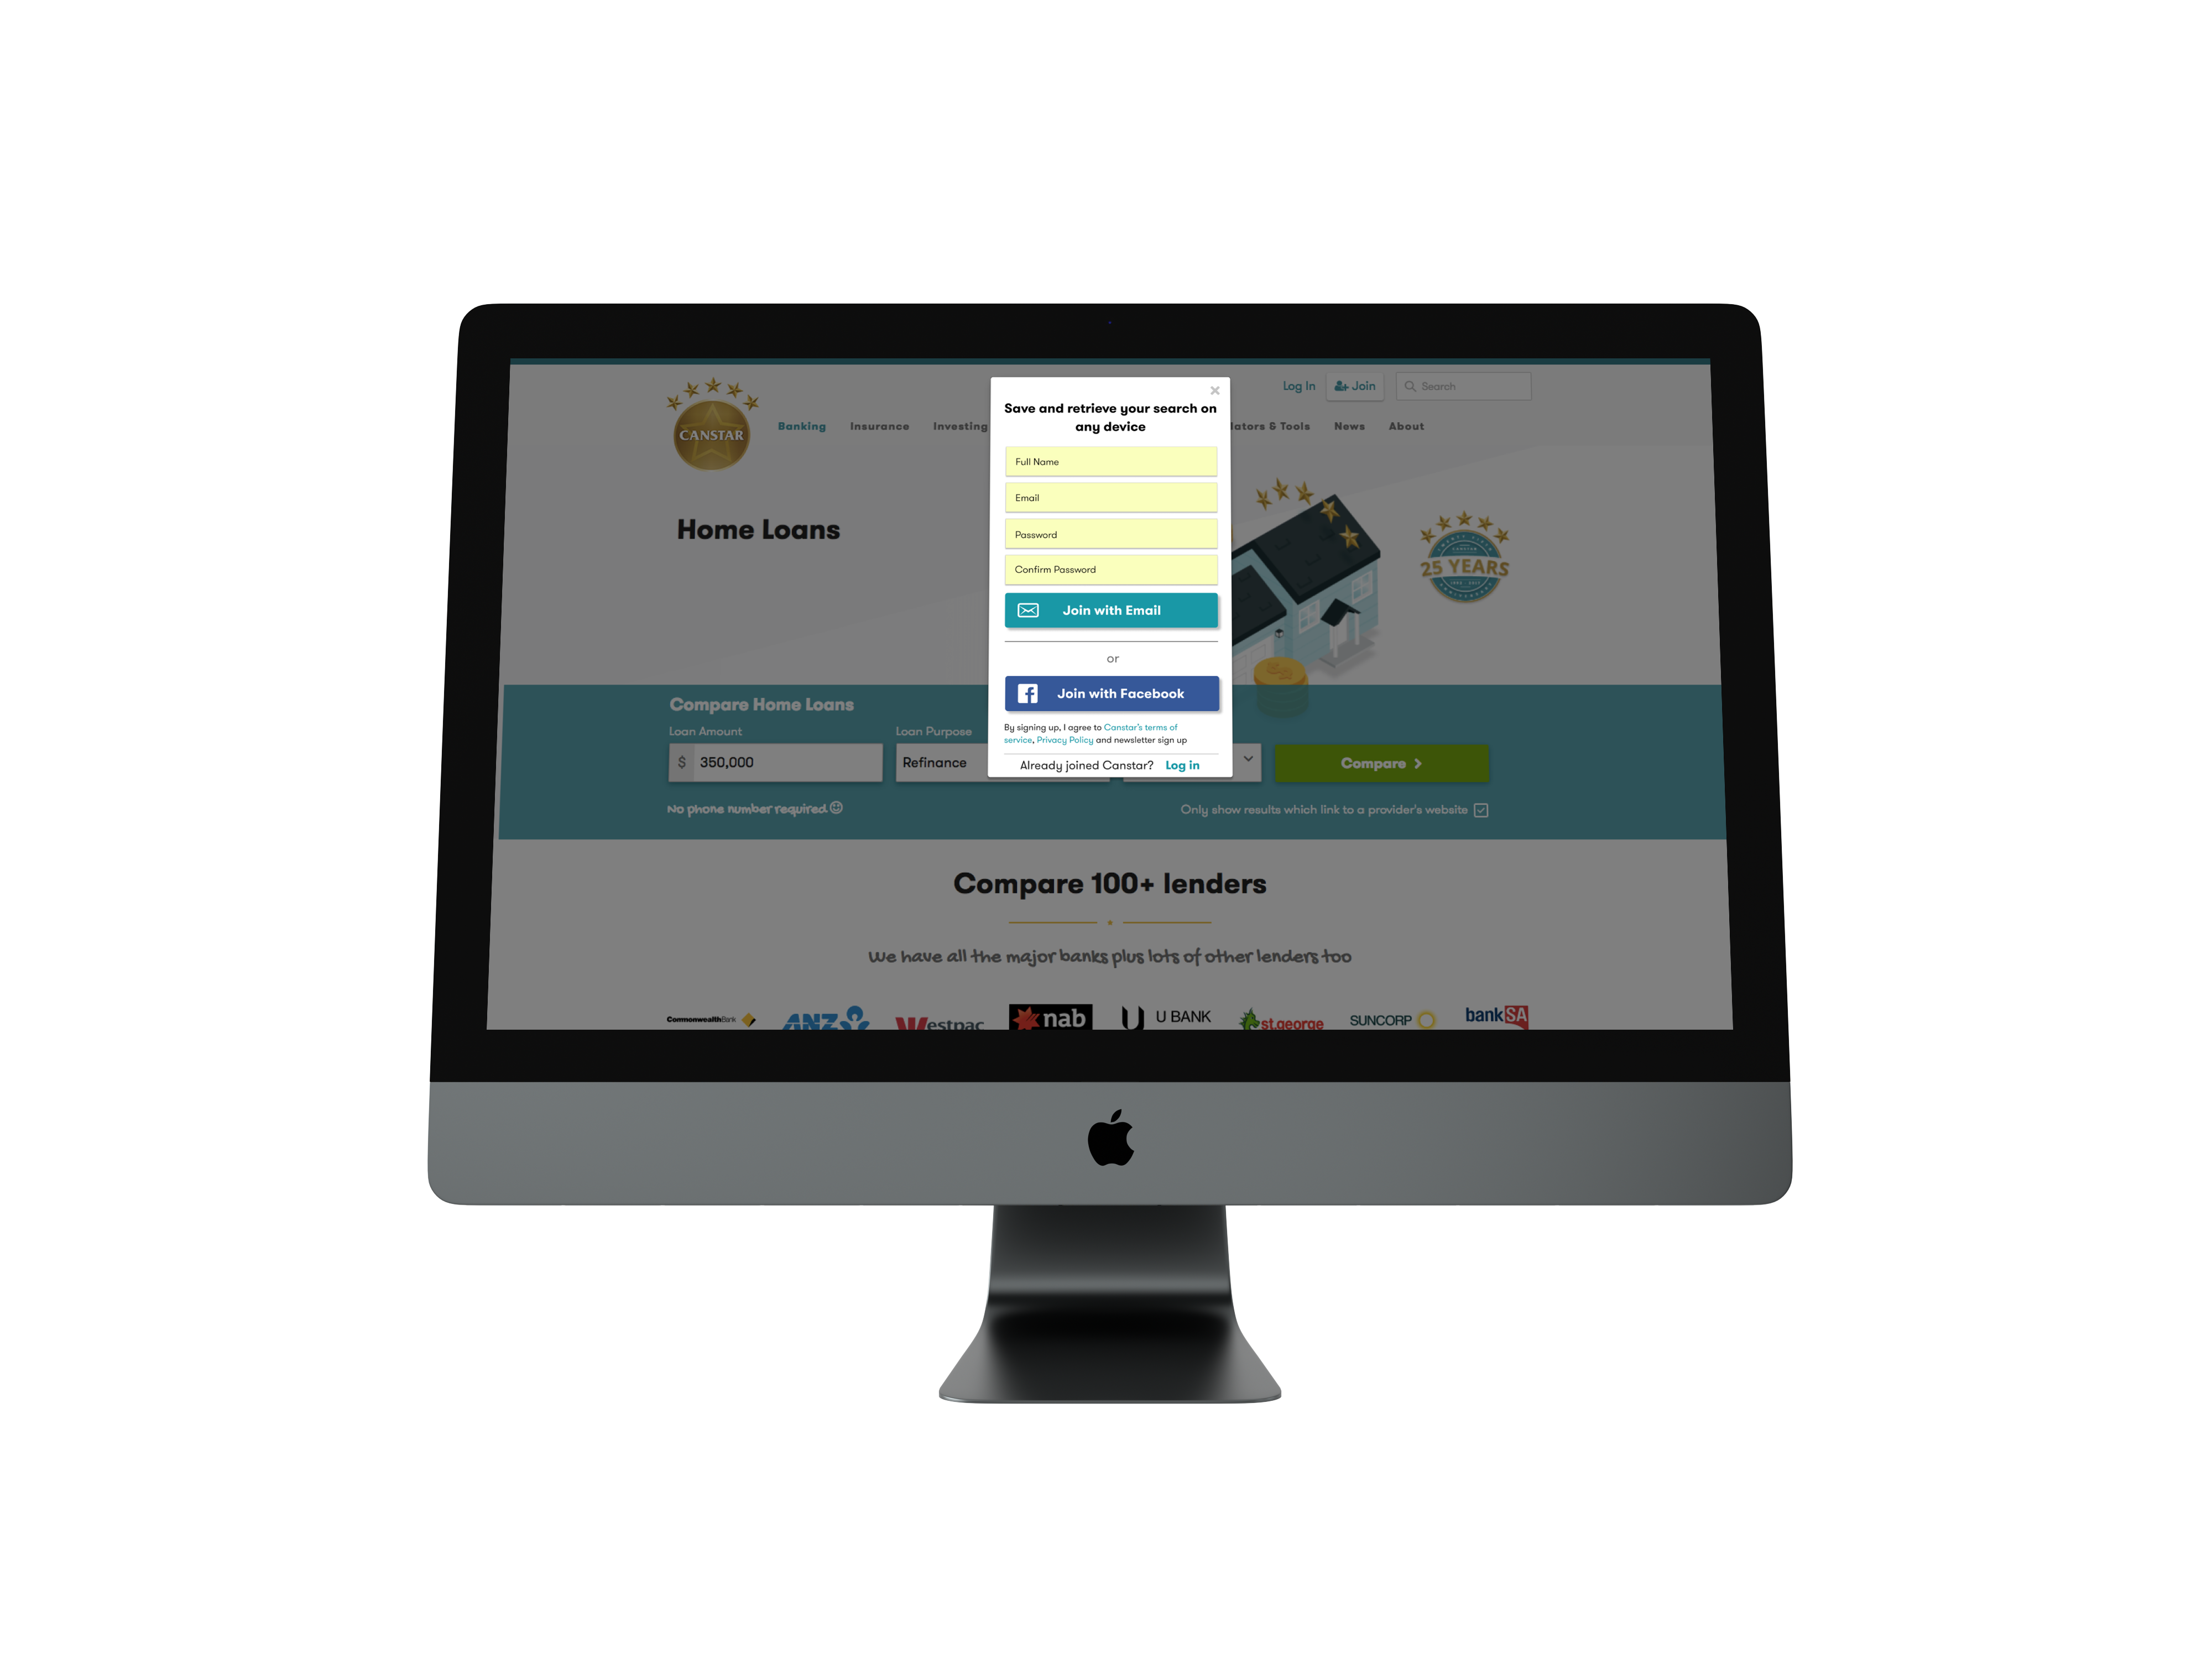 CANSTAR
Log In
Join
Search
Banking
Insurance
Investing
lators & Tools
News
About
Home Loans
25 YEARS
Save and retrieve your search on
any device
Full Name
Email
Password
Confirm Password
Join with Email
or
Join with Facebook
By signing up, I agree to Canstar's terms of
service, Privacy Policy and newsletter sign up
Already joined Canstar? Log in
Compare Home Loans
Loan Amount
Loan Purpose
$ 350,000
Refinance
Compare
No phone number required
Only show results which link to a provider's website
Compare 100+ lenders
We have all the major banks plus lots of other lenders too
CommonwealthBank
ANZ
Westpac
nab
U BANK
st.george
SUNCORP
bankSA